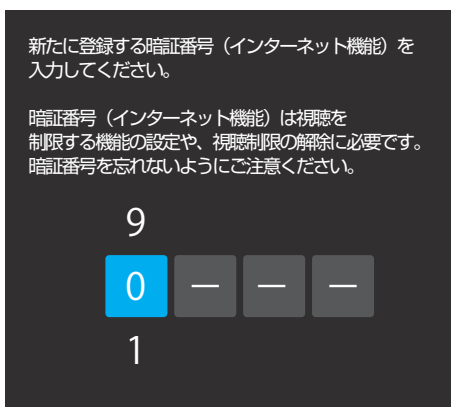 新たに登録する暗証番号（インターネット機能）を
入力してください。
暗証番号（インターネット機能）は視聴を
制限する機能の設定や、視聴制限の解除に必要です。
暗証番号を忘れないようにご注意ください。
9
0 － － －
1